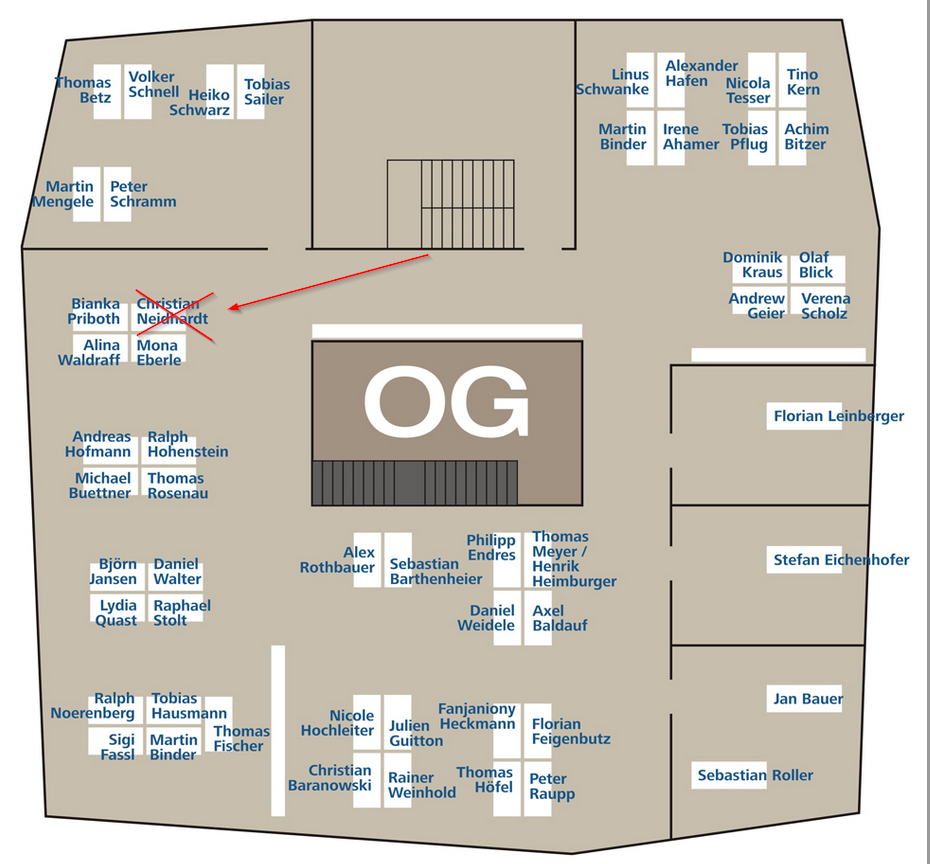 Thomas
Betz
Volker
Schnell
Heiko
Schwarz
Tobias
Sailer
Linus
Schwanke
Alexander
Hafen
Nicola
Tesser
Tino
Kern
Martin
Binder
Irene
Ahamer
Tobias
Pflug
Achim
Bitzer
Martin
Mengele
Peter
Schramm
Dominik
Kraus
Olaf
Blick
Andrew
Geier
Verena
Scholz
Bianka
Priboth
Christian
Neidhardt
Alina
Waldraff
Mona
Eberle
OG
Florian Leinberger
Andreas
Hofmann
Ralph
Hohenstein
Michael
Buettner
Thomas
Rosenau
Alex
Rothbauer
Sebastian
Barthenheier
Philipp
Endres
Thomas
Meyer /
Henrik
Heimburger
Stefan Eichenhofer
Björn
Jansen
Daniel
Walter
Lydia
Quast
Raphael
Stolt
Daniel
Weidele
Axel
Baldauf
Ralph
Noerenberg
Tobias
Hausmann
Sigi
Fassl
Martin
Binder
Thomas
Fischer
Nicole
Hochleiter
Julien
Guitton
Fanjaniony
Heckmann
Florian
Feigenbutz
Jan Bauer
Christian
Baranowski
Rainer
Weinhold
Thomas
Höfel
Peter
Raupp
Sebastian Roller